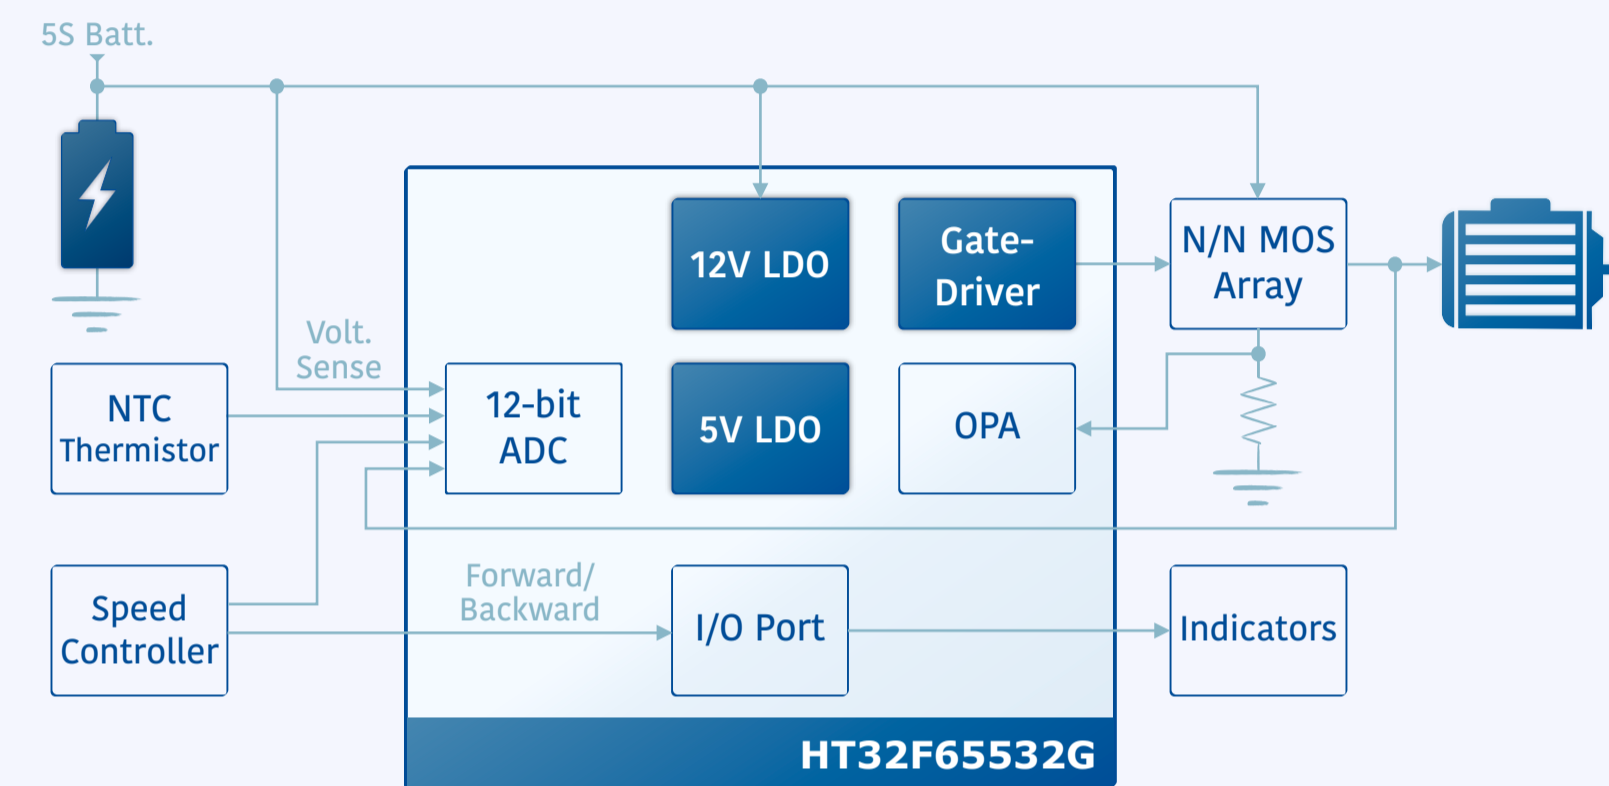 5S Batt.
12V LDO
Gate-
Driver
N/N MOS
Array
Volt.
Sense
NTC
Thermistor
12-bit
ADC
5V LDO
OPA
Speed
Controller
Forward/
Backward
I/O Port
Indicators
HT32F65532G